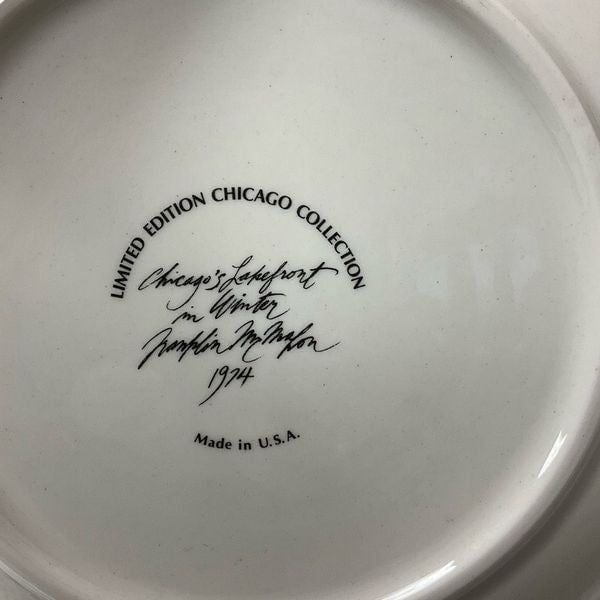 LIMITED EDITION CHICAGO COLLECTION
Chicago's Lakefront
in Winter
Franklin McMahon
1974
Made in U.S.A.